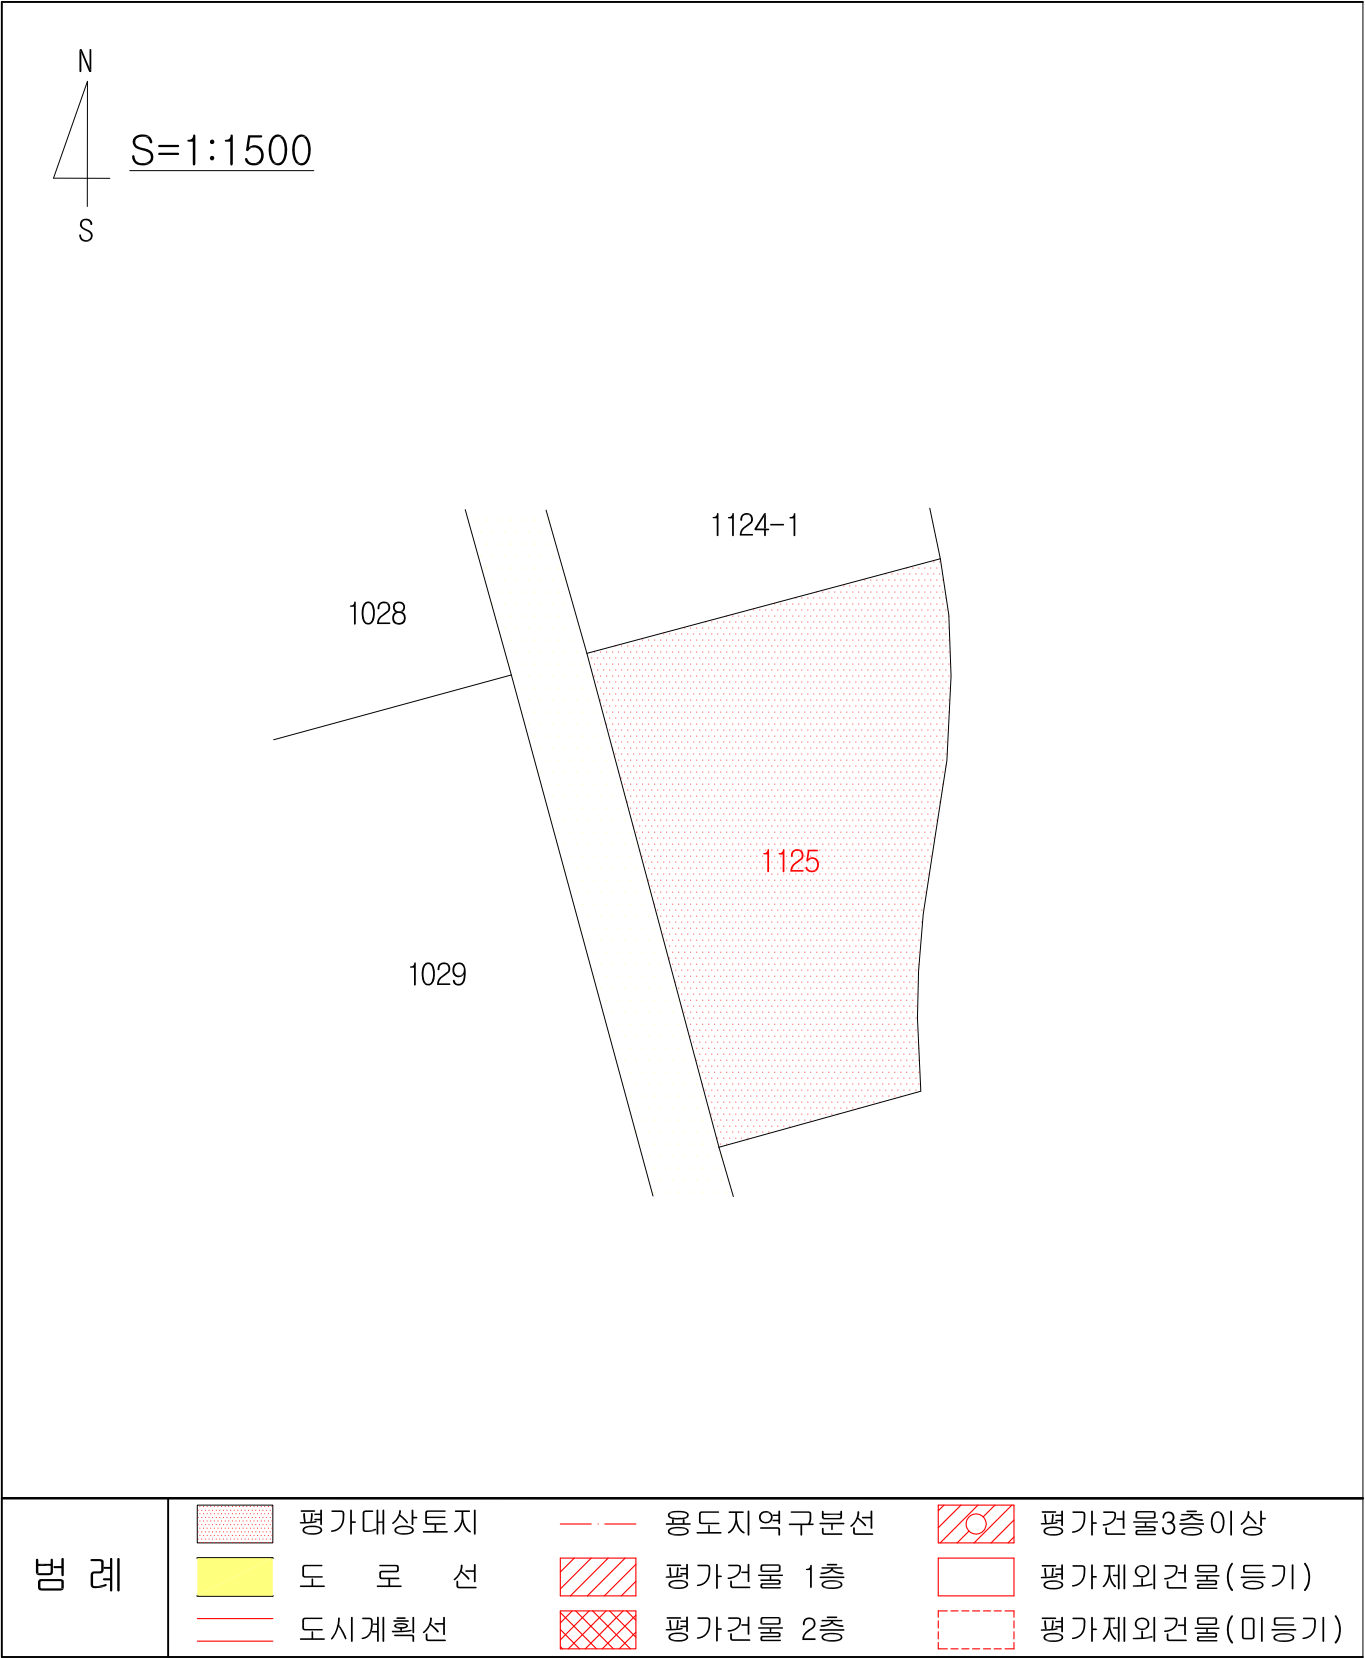 N
S=1:1500
S
1124-1
1028
1125
1029
범 례
평가대상토지
용도지역구분선
평가건물3층이상
도 로 선
평가건물 1층
평가제외건물(등기)
도시계획선
평가건물 2층
평가제외건물(미등기)